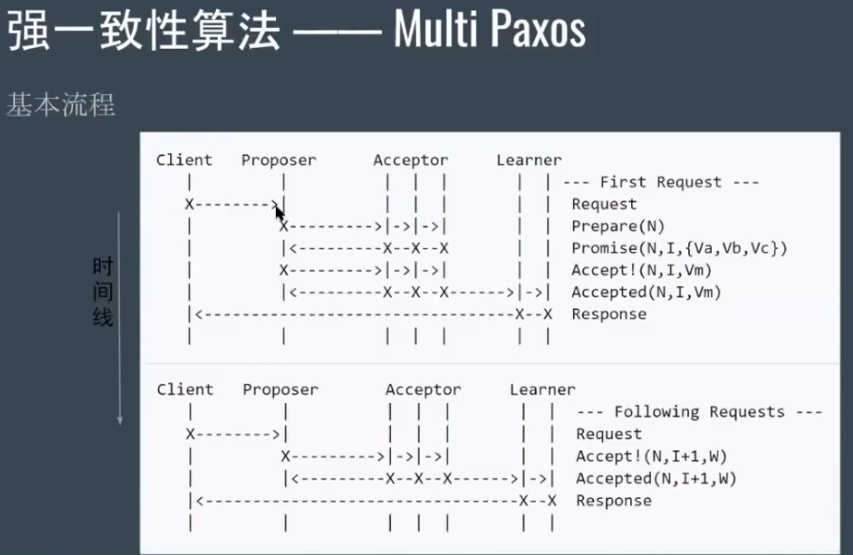 强一致性算法 —— Multi Paxos
基本流程
时间线
Client Proposer Acceptor Learner
| | | | | | | --- First Request ---
X-------->| | | | | | Request
| X--------->|->|->| | | Prepare(N)
| |<---------X--X--X | | Promise(N,I,{Va,Vb,Vc})
| X--------->|->|->| | | Accept!(N,I,Vm)
| |<---------X--X--X------>|->| Accepted(N,I,Vm)
|<---------------------------------X--X Response
| | | | | | |
Client Proposer Acceptor Learner
| | | | | | | --- Following Requests ---
X-------->| | | | | | Request
| X--------->|->|->| | | Accept!(N,I+1,W)
| |<---------X--X--X------>|->| Accepted(N,I+1,W)
|<---------------------------------X--X Response
| | | | | | |